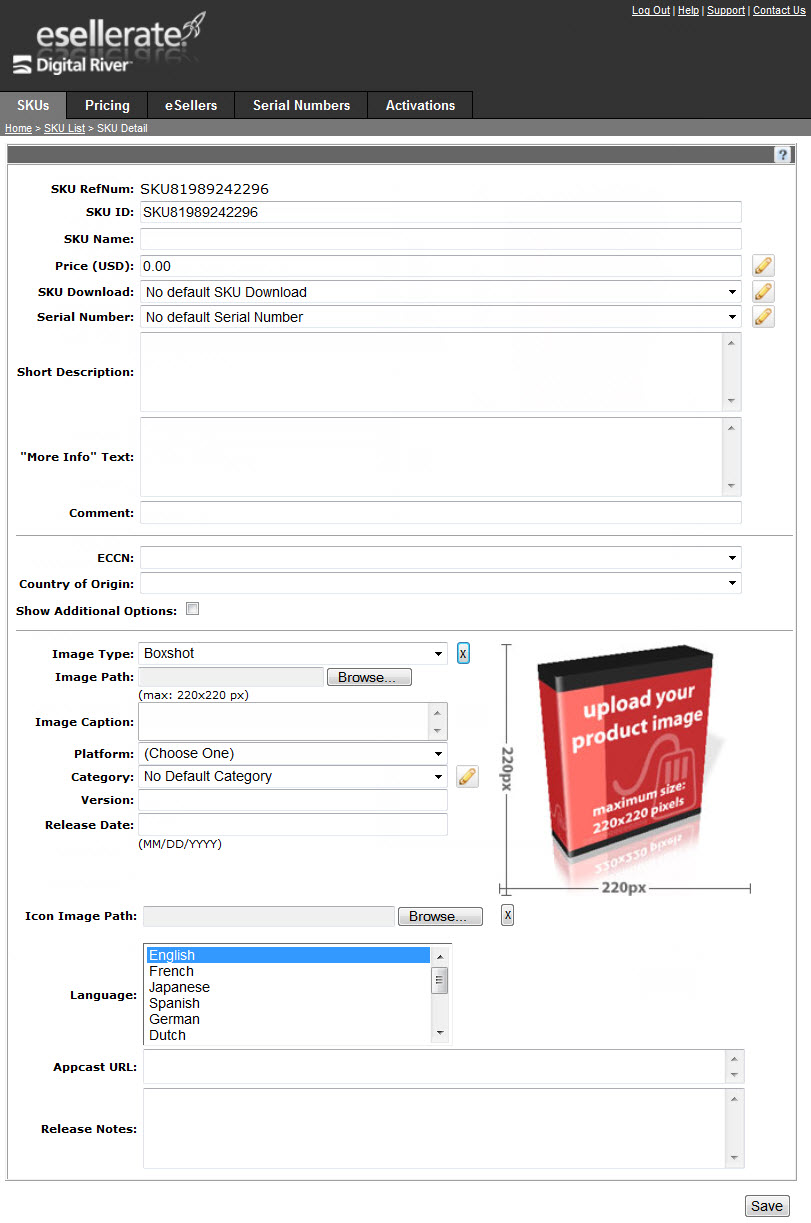 Log Out | Help | Support | Contact Us
esellerate.
Digital River
SKUs Pricing eSellers Serial Numbers Activations
Home > SKU List > SKU Detail
?
SKU RefNum: SKU81989242296
SKU ID: SKU81989242296
SKU Name:
Price (USD): 0.00
SKU Download: No default SKU Download
Serial Number: No default Serial Number
Short Description:
"More Info" Text:
Comment:
ECCN:
Country of Origin:
Show Additional Options:
Image Type: Boxshot x
Image Path: Browse...
(max: 220x220 px)
Image Caption:
Platform: (Choose One)
Category: No Default Category
Version:
Release Date:
(MM/DD/YYYY)
upload your
product image
maximum size:
220x220 pixels
220px
220px
Icon Image Path: Browse... x
Language:
English
French
Japanese
Spanish
German
Dutch
Appcast URL:
Release Notes:
Save